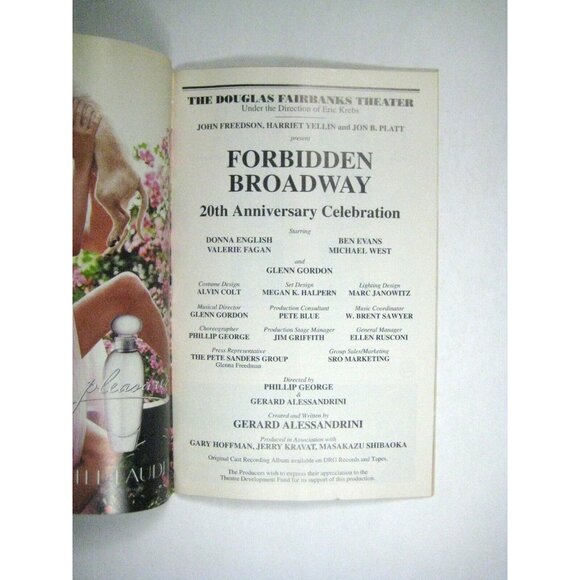 THE DOUGLAS FAIRBANKS THEATER
Under the Direction of Eric Krebs
JOHN FREEDSON, HARRIET YELLIN and JON B. PLATT
present
FORBIDDEN
BROADWAY
20th Anniversary Celebration
Starring
DONNA ENGLISH BEN EVANS
VALERIE FAGAN MICHAEL WEST
and
GLENN GORDON
Costume Design Set Design Lighting Design
ALVIN COLT MEGAN K. HALPERN MARC JANOWITZ
Musical Director Production Consultant Music Coordinator
GLENN GORDON PETE BLUE W. BRENT SAWYER
Choreographer Production Stage Manager General Manager
PHILLIP GEORGE JIM GRIFFITH ELLEN RUSCONI
Press Representative Group Sales/Marketing
THE PETE SANDERS GROUP SRO MARKETING
Glenna Freedman
Directed by
PHILLIP GEORGE
&
GERARD ALESSANDRINI
Created and Written by
GERARD ALESSANDRINI
Produced in Association with
GARY HOFFMAN, JERRY KRAVAT, MASAKAZU SHIBAOKA
Original Cast Recording Album available on DRG Records and Tapes.
The Producers wish to express their appreciation to the
Theatre Development Fund for its support of this production.
pleasures